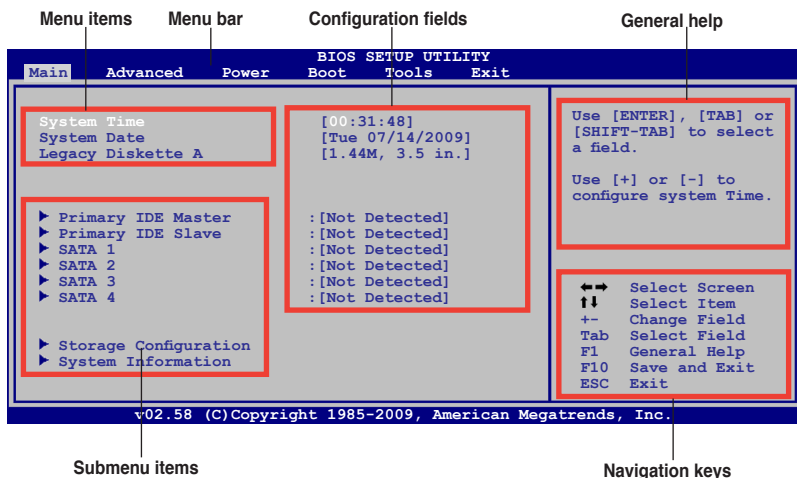 Menu items Menu bar Configuration fields General help
BIOS SETUP UTILITY
Main Advanced Power Boot Tools Exit
System Time [00:31:48]
System Date [Tue 07/14/2009]
Legacy Diskette A [1.44M, 3.5 in.]
Primary IDE Master :[Not Detected]
Primary IDE Slave :[Not Detected]
SATA 1 :[Not Detected]
SATA 2 :[Not Detected]
SATA 3 :[Not Detected]
SATA 4 :[Not Detected]
Storage Configuration
System Information
Use [ENTER], [TAB] or
[SHIFT-TAB] to select
a field.
Use [+] or [-] to
configure system Time.
←→ Select Screen
↑↓ Select Item
+- Change Field
Tab Select Field
F1 General Help
F10 Save and Exit
ESC Exit
v02.58 (C)Copyright 1985-2009, American Megatrends, Inc.
Submenu items Navigation keys